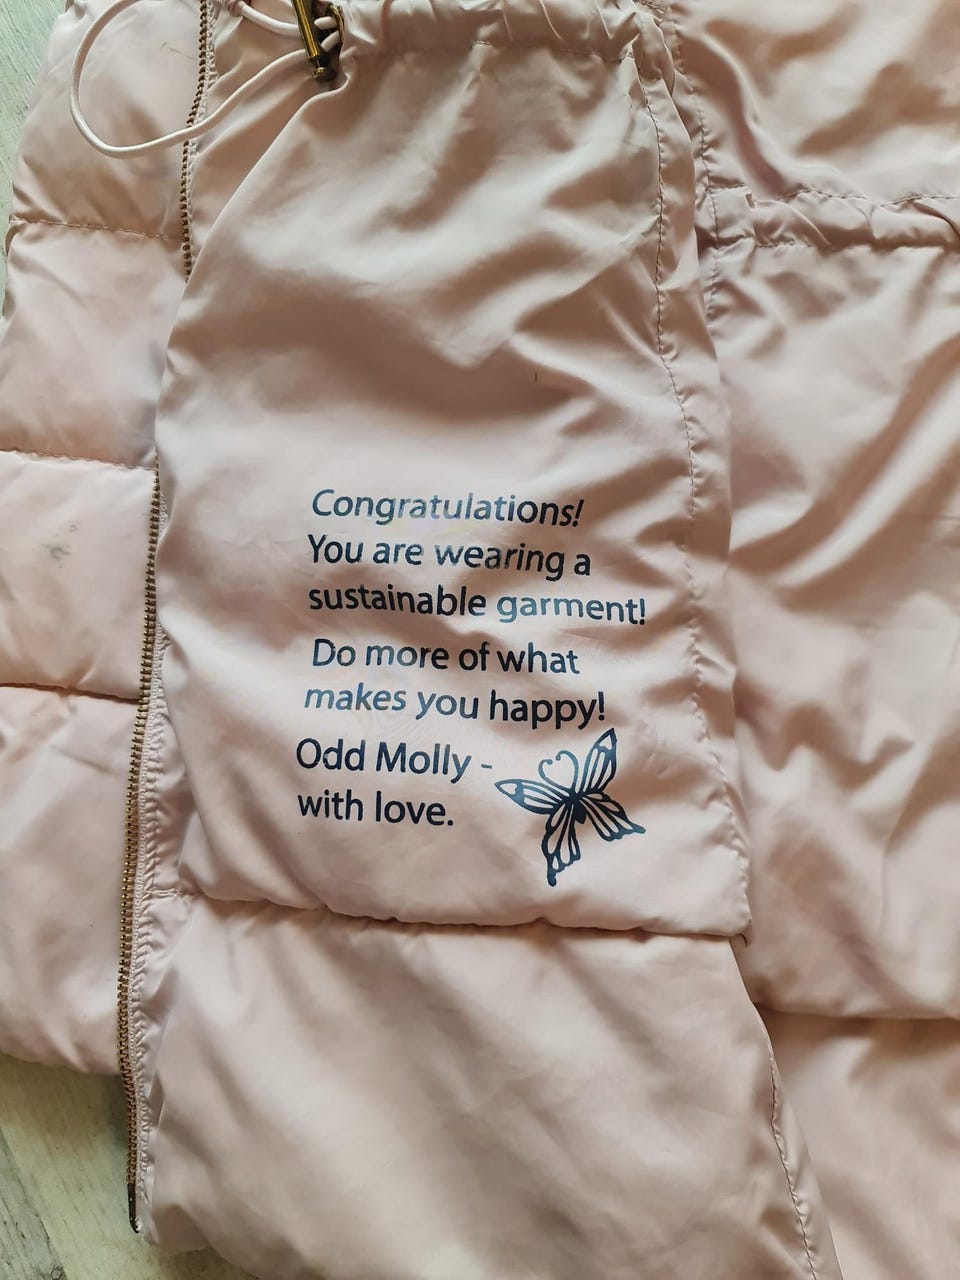 Congratulations!
You are wearing a
sustainable garment!
Do more of what
makes you happy!
Odd Molly -
with love.